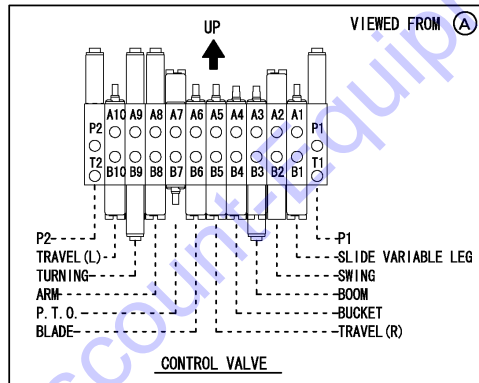 VIEWED FROM A
UP
P2 A10 A9 A8 A7 A6 A5 A4 A3 A2 A1 P1
T2 B10 B9 B8 B7 B6 B5 B4 B3 B2 B1 T1
P2 P1
TRAVEL(L) SLIDE VARIABLE LEG
TURNING SWING
ARM BOOM
P.T.O. BUCKET
BLADE TRAVEL(R)
CONTROL VALVE
scount-Equip